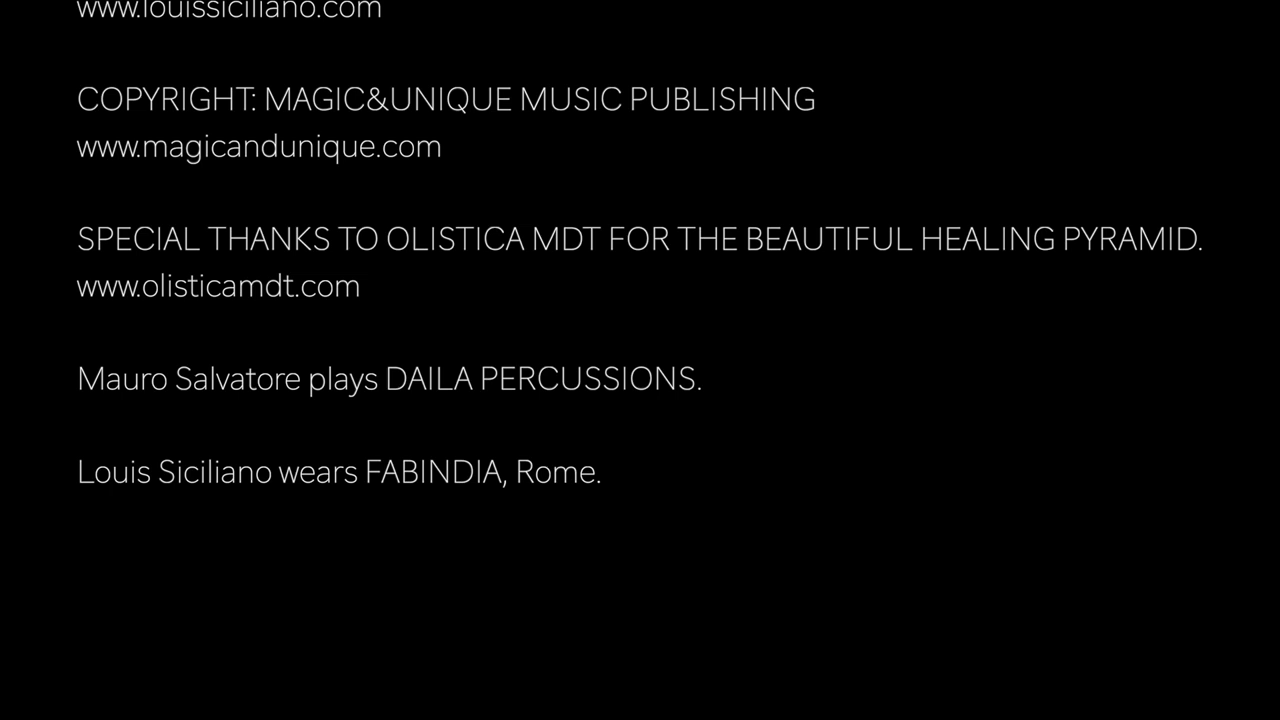 www.louissiciliano.com
COPYRIGHT: MAGIC&UNIQUE MUSIC PUBLISHING
www.magicandunique.com
SPECIAL THANKS TO OLISTICA MDT FOR THE BEAUTIFUL HEALING PYRAMID.
www.olisticamdt.com
Mauro Salvatore plays DAILA PERCUSSIONS.
Louis Siciliano wears FABINDIA, Rome.